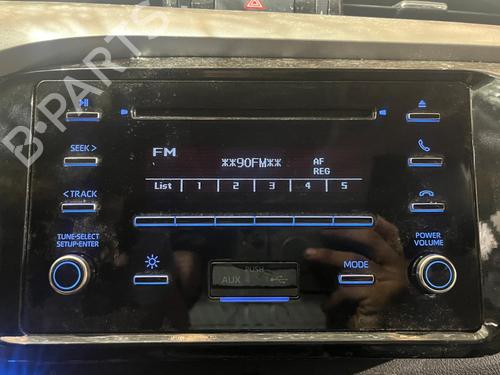 B-PARTS
SEEK >
< TRACK
TUNE•SELECT
SETUP•ENTER
FM
**90FM**
AF
REG
List 1 2 3 4 5
PUSH
AUX
MODE
POWER
VOLUME